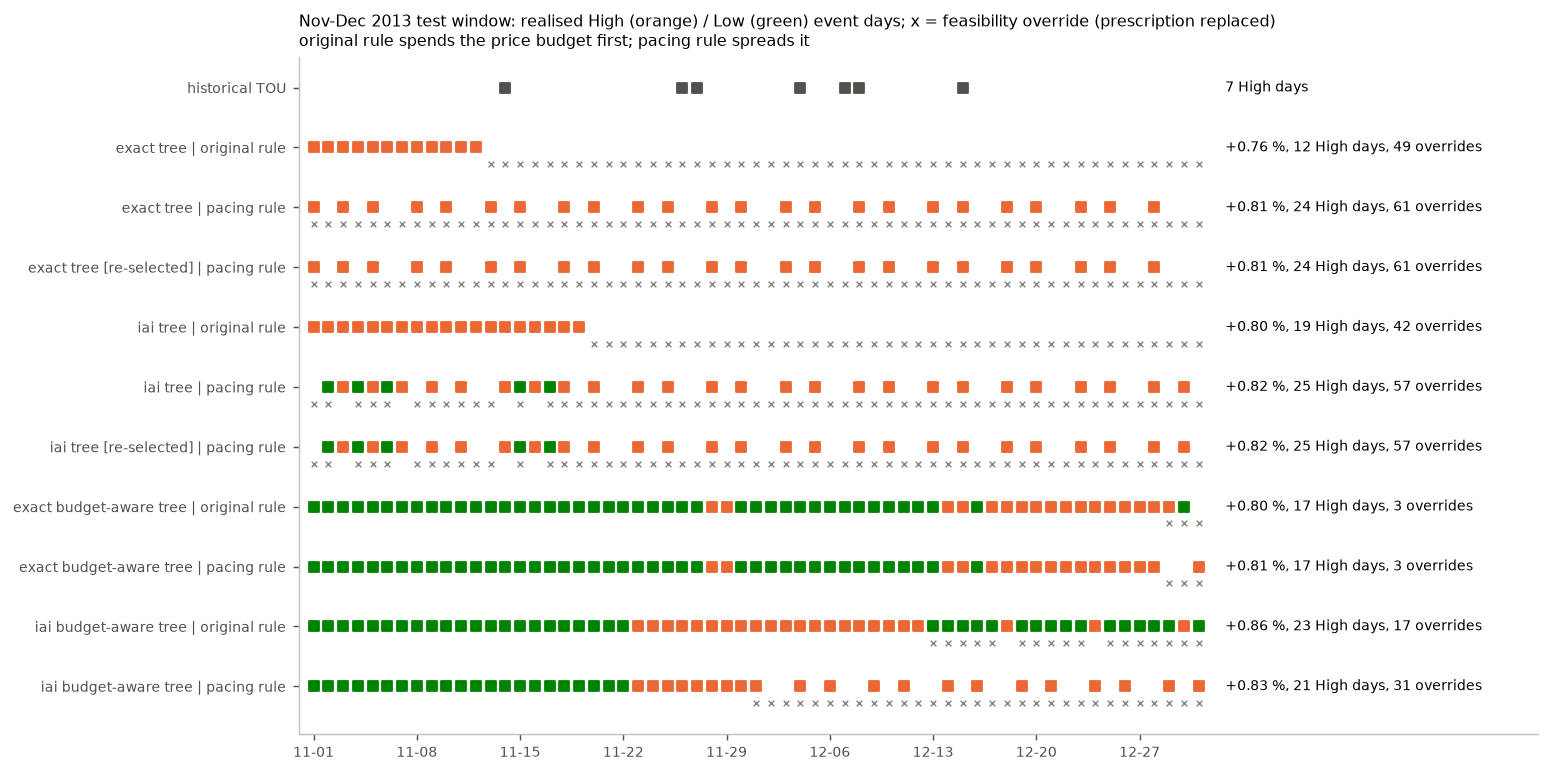 Nov-Dec 2013 test window: realised High (orange) / Low (green) event days; x = feasibility override (prescription replaced)
original rule spends the price budget first; pacing rule spreads it
historical TOU
7 High days
exact tree | original rule
+0.76 %, 12 High days, 49 overrides
exact tree | pacing rule
+0.81 %, 24 High days, 61 overrides
exact tree [re-selected] | pacing rule
+0.81 %, 24 High days, 61 overrides
iai tree | original rule
+0.80 %, 19 High days, 42 overrides
iai tree | pacing rule
+0.82 %, 25 High days, 57 overrides
iai tree [re-selected] | pacing rule
+0.82 %, 25 High days, 57 overrides
exact budget-aware tree | original rule
+0.80 %, 17 High days, 3 overrides
exact budget-aware tree | pacing rule
+0.81 %, 17 High days, 3 overrides
iai budget-aware tree | original rule
+0.86 %, 23 High days, 17 overrides
iai budget-aware tree | pacing rule
+0.83 %, 21 High days, 31 overrides
11-01 11-08 11-15 11-22 11-29 12-06 12-13 12-20 12-27